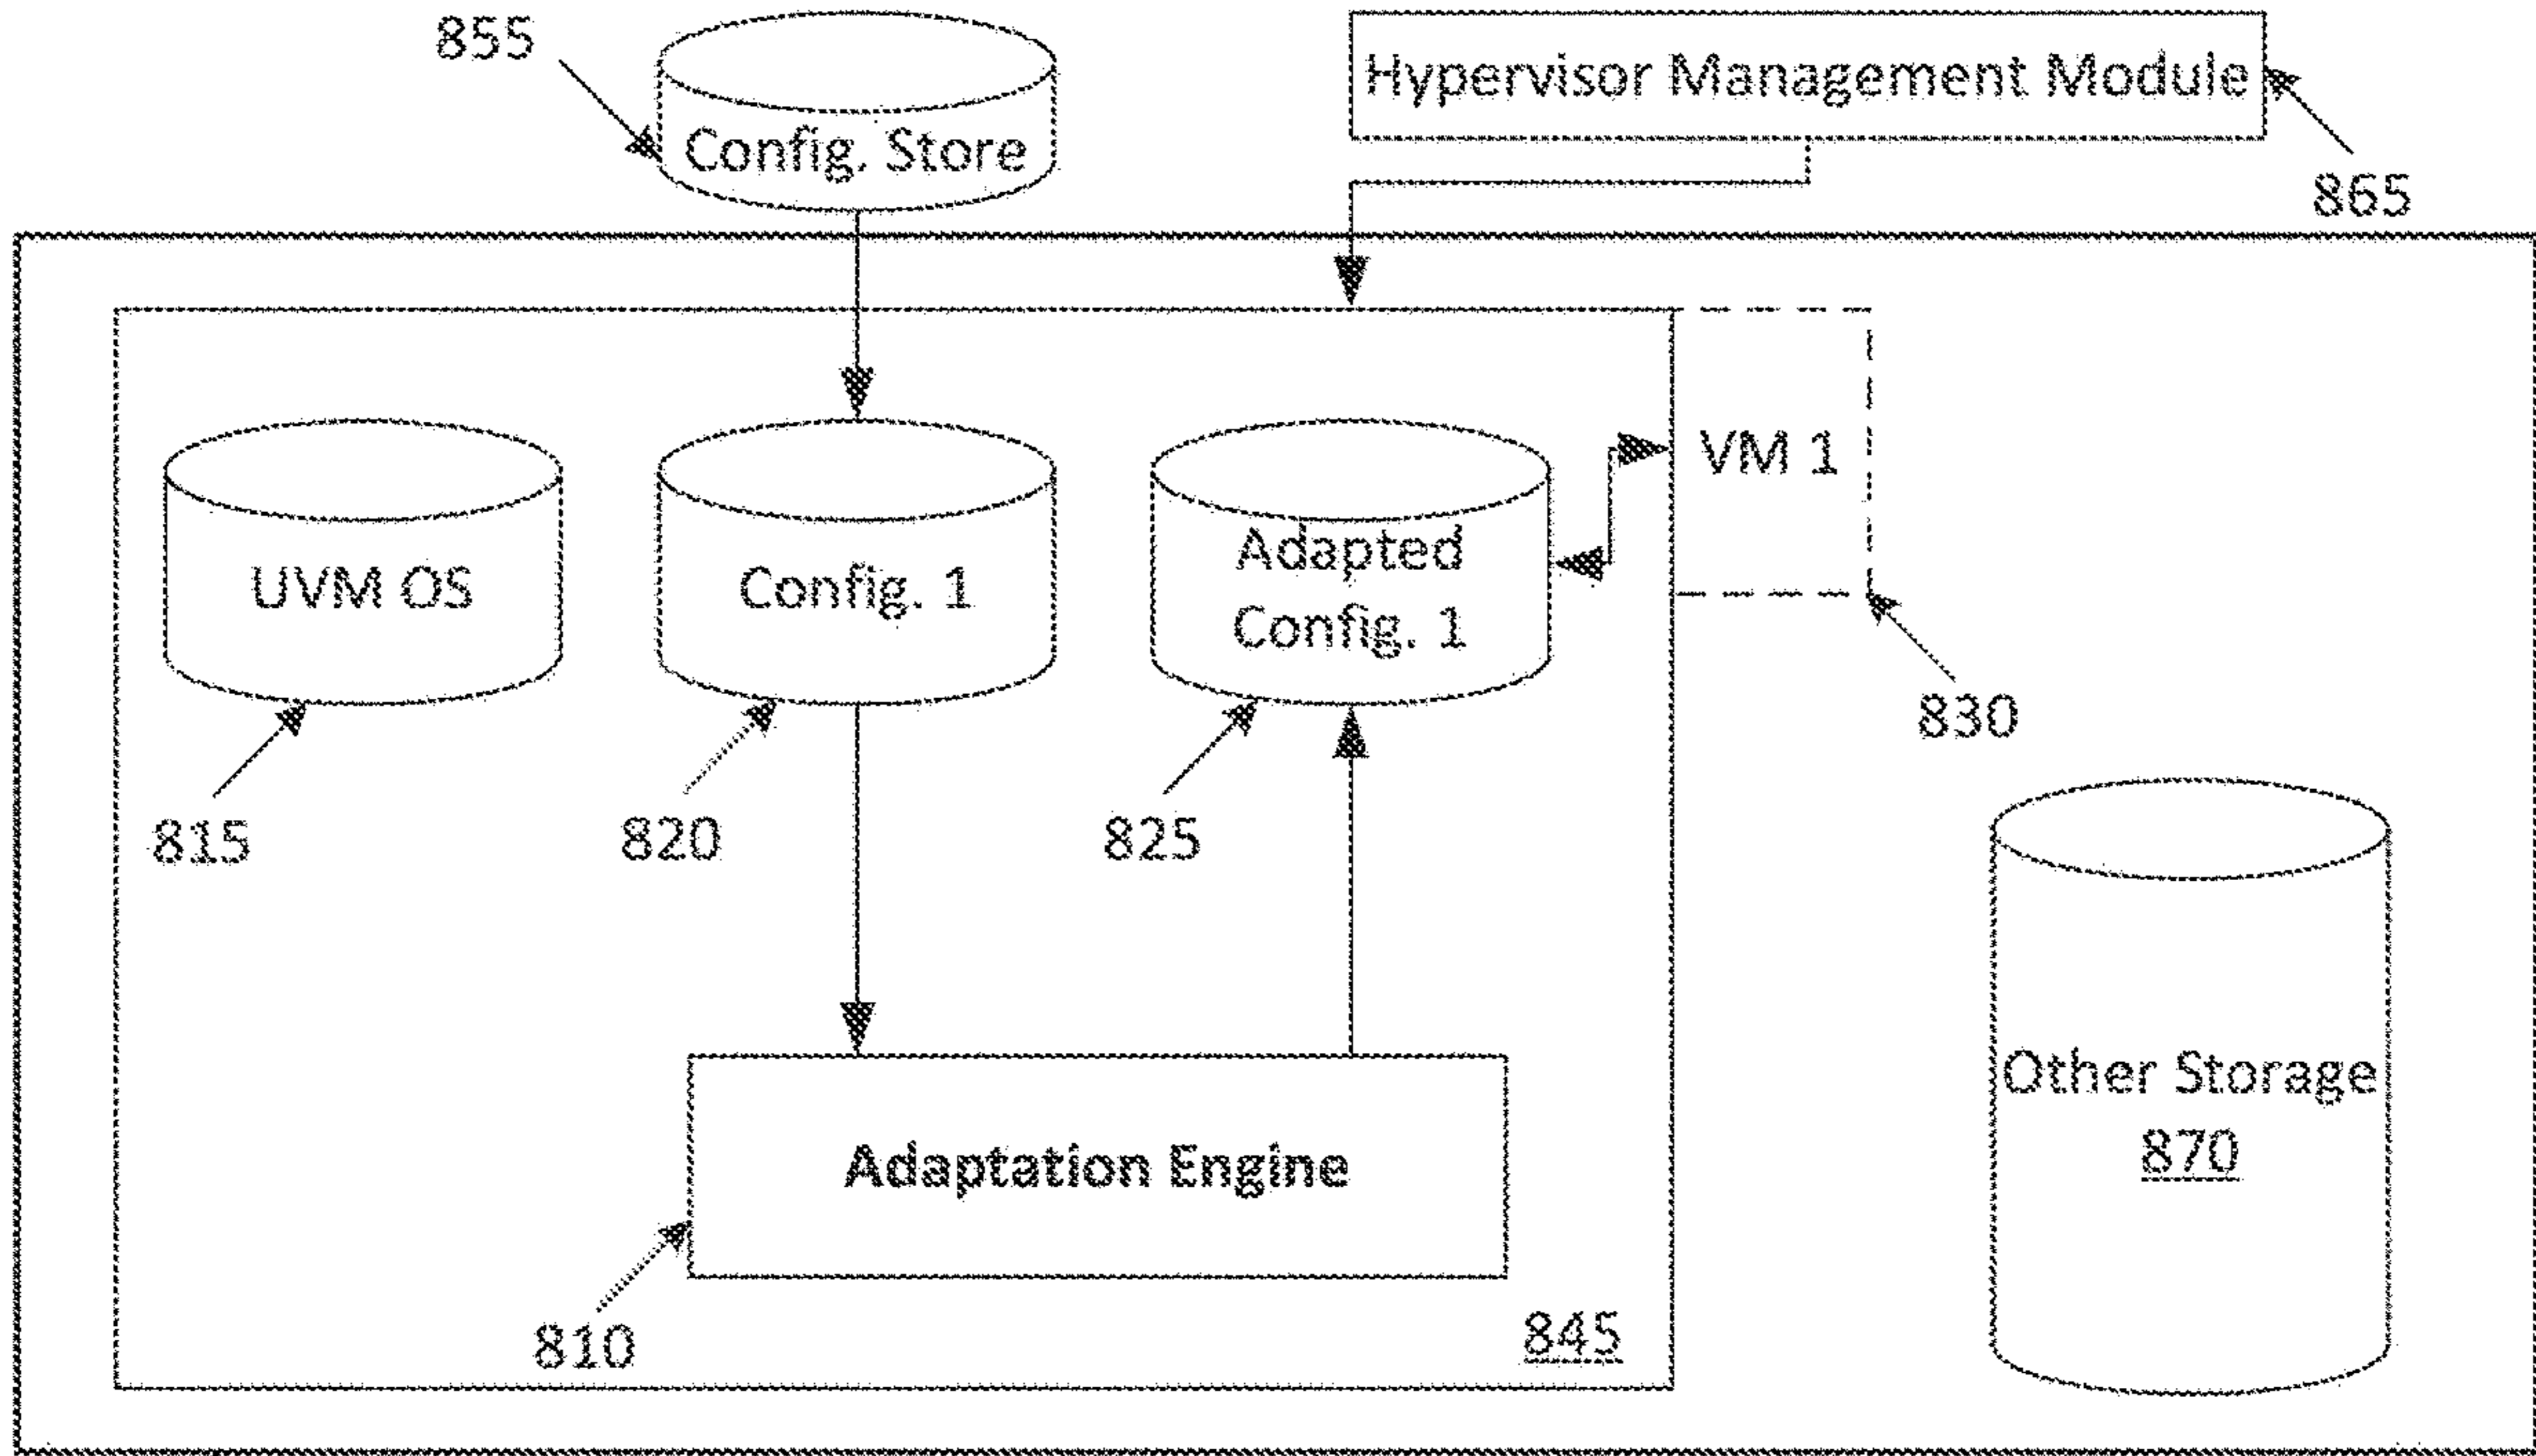 855
Config. Store
Hypervisor Management Module
865
UVM OS
Config. 1
Adapted
Config. 1
VM 1
815
820
825
830
Other Storage
870
Adaptation Engine
810
845